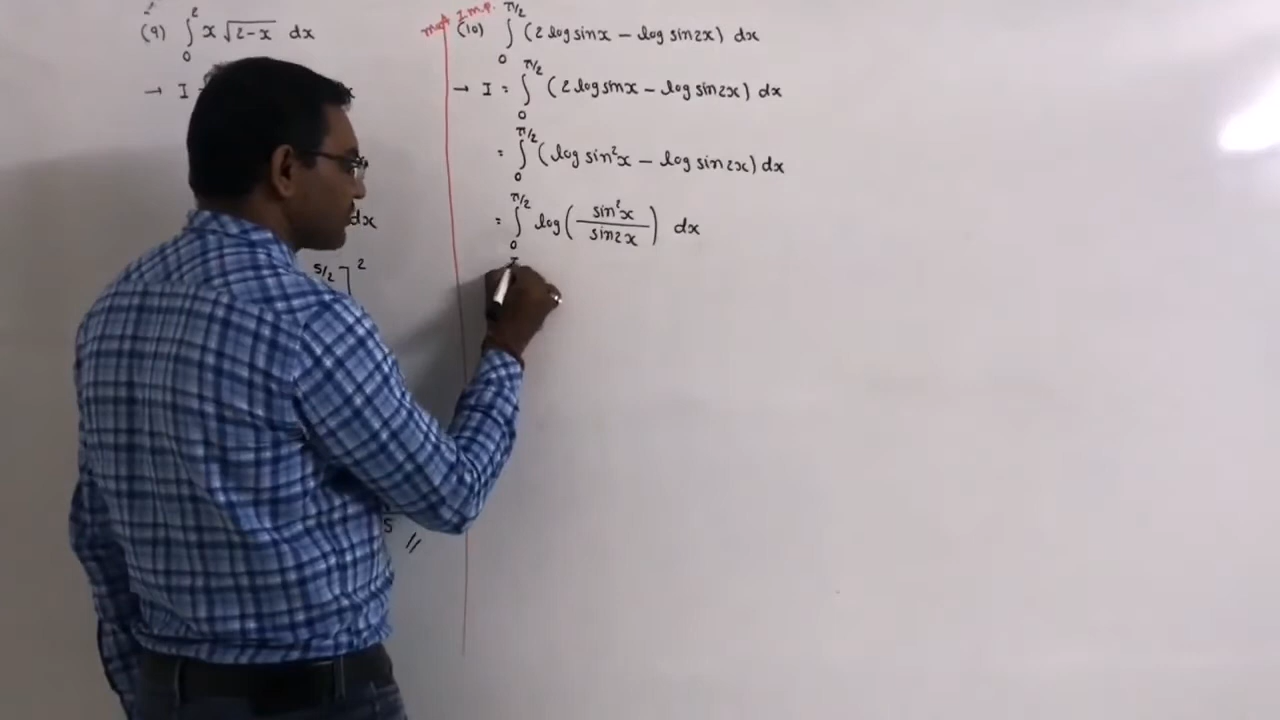 (9) ∫₀² x √(2-x) dx
→ I
dx
5/2 ]²
5 //
Most I.m.p.
(10) ∫₀^π/2 (2 log sin x - log sin 2x) dx
→ I = ∫₀^π/2 (2 log sin x - log sin 2x) dx
= ∫₀^π/2 (log sin²x - log sin 2x) dx
= ∫₀^π/2 log( sin²x / sin 2x ) dx